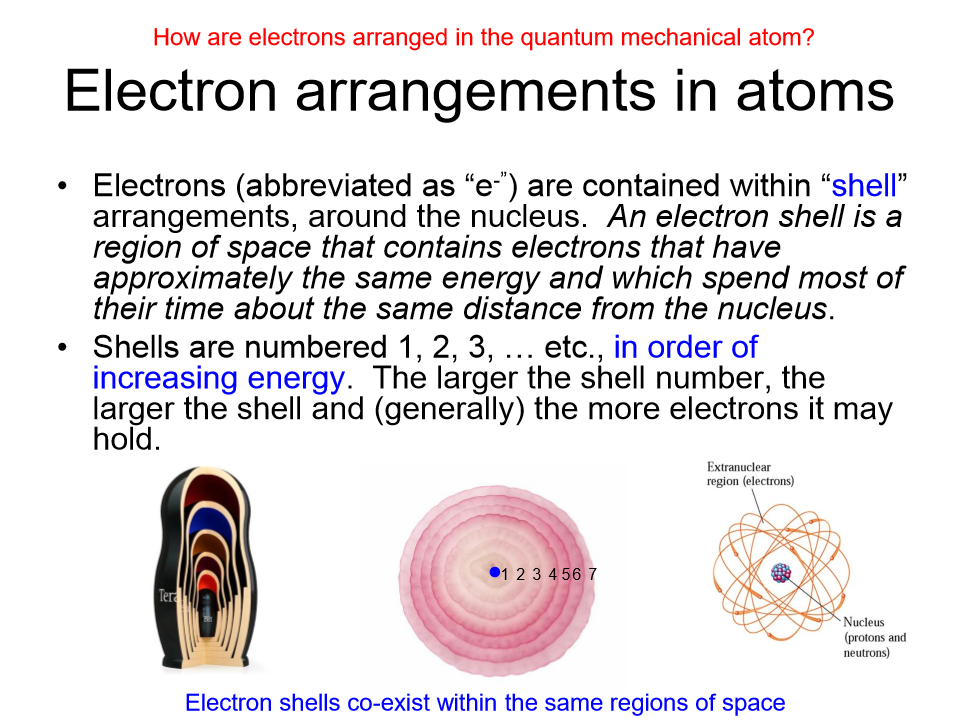 How are electrons arranged in the quantum mechanical atom?
Electron arrangements in atoms
• Electrons (abbreviated as “e-”) are contained within “shell”
arrangements, around the nucleus.  An electron shell is a
region of space that contains electrons that have
approximately the same energy and which spend most of
their time about the same distance from the nucleus.
• Shells are numbered 1, 2, 3, … etc., in order of
increasing energy.  The larger the shell number, the
larger the shell and (generally) the more electrons it may
hold.
Tera
1 2 3 4 5 6 7
Extranuclear
region (electrons)
Nucleus
(protons and
neutrons)
Electron shells co-exist within the same regions of space